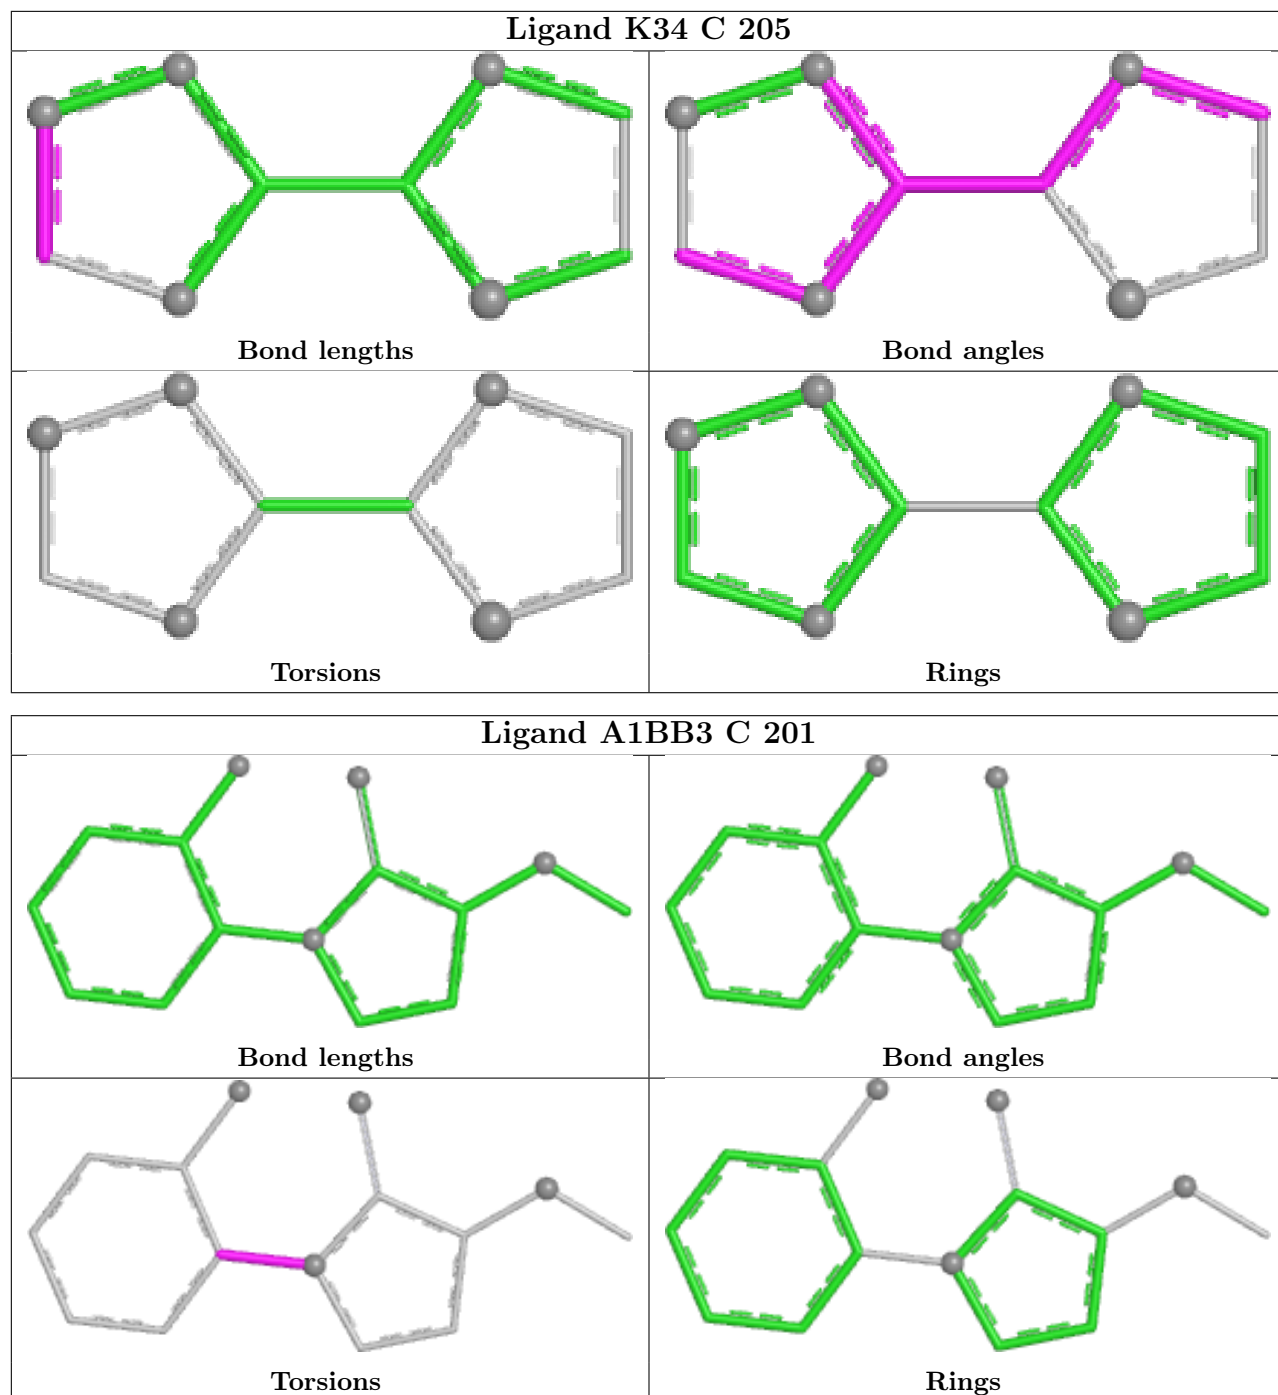 Ligand K34 C 205
Bond lengths
Bond angles
Torsions
Rings
Ligand A1BB3 C 201
Bond lengths
Bond angles
Torsions
Rings